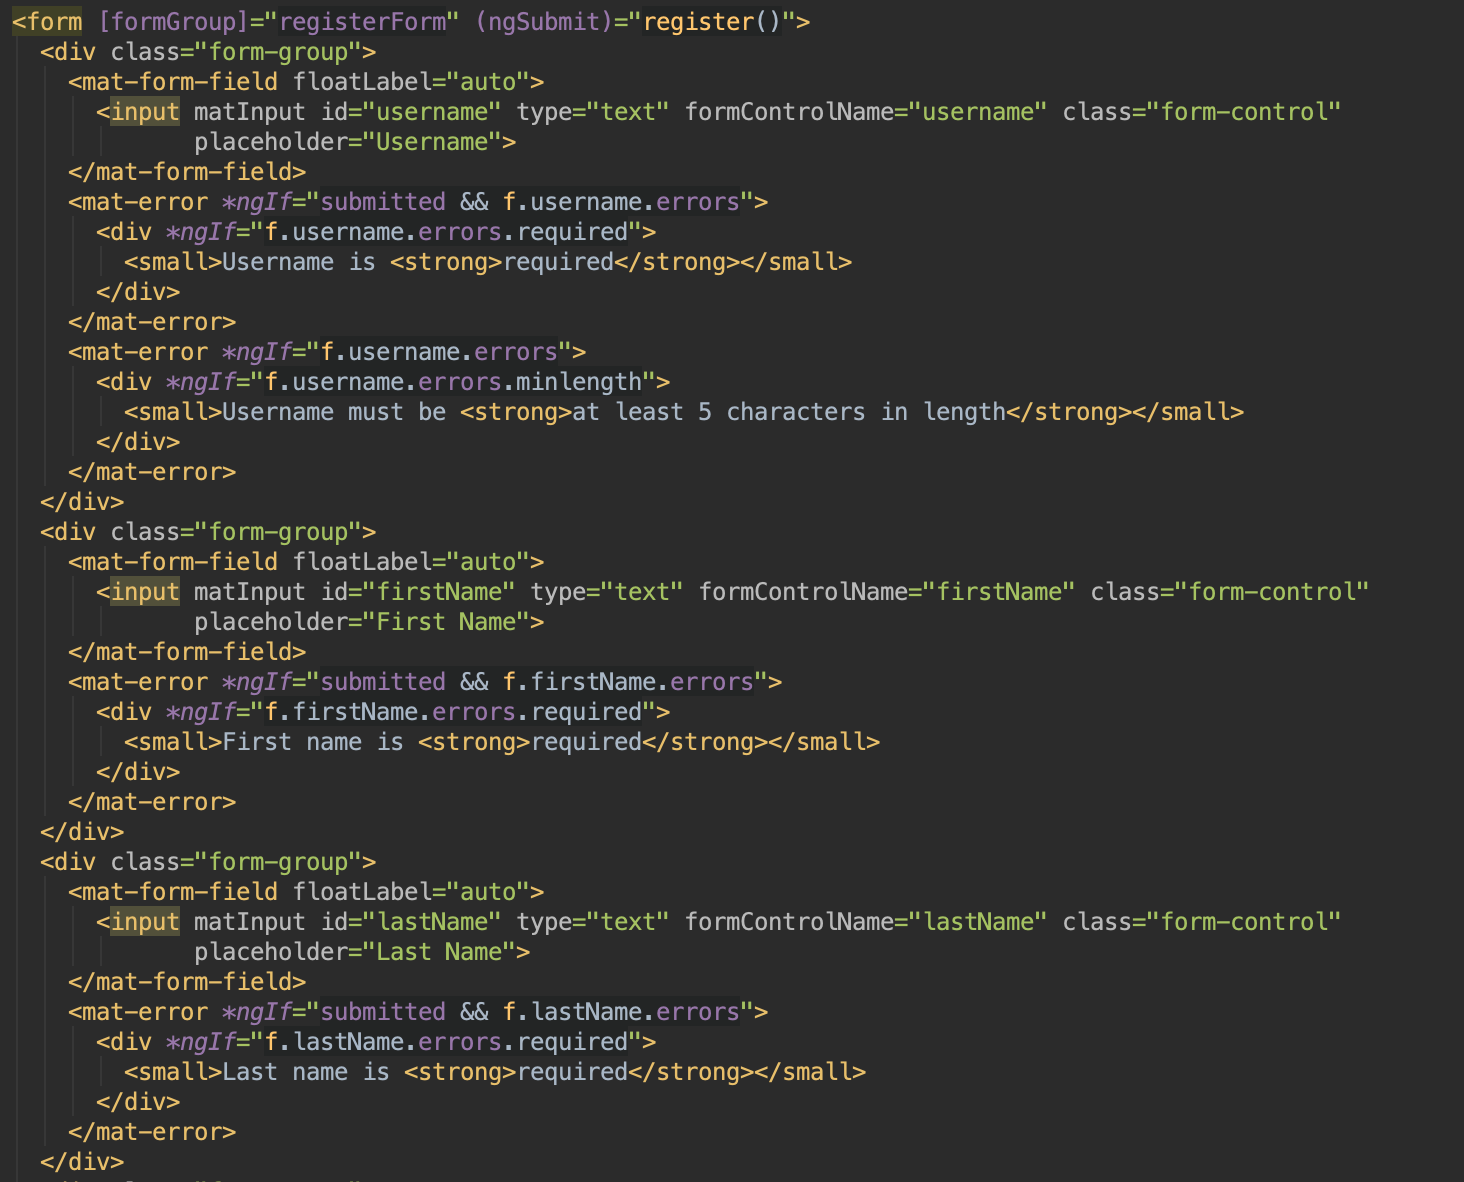 <form [formGroup]="registerForm" (ngSubmit)="register()">
<div class="form-group">
<mat-form-field floatLabel="auto">
<input matInput id="username" type="text" formControlName="username" class="form-control"
placeholder="Username">
</mat-form-field>
<mat-error *ngIf="submitted && f.username.errors">
<div *ngIf="f.username.errors.required">
<small>Username is <strong>required</strong></small>
</div>
</mat-error>
<mat-error *ngIf="f.username.errors">
<div *ngIf="f.username.errors.minlength">
<small>Username must be <strong>at least 5 characters in length</strong></small>
</div>
</mat-error>
</div>
<div class="form-group">
<mat-form-field floatLabel="auto">
<input matInput id="firstName" type="text" formControlName="firstName" class="form-control"
placeholder="First Name">
</mat-form-field>
<mat-error *ngIf="submitted && f.firstName.errors">
<div *ngIf="f.firstName.errors.required">
<small>First name is <strong>required</strong></small>
</div>
</mat-error>
</div>
<div class="form-group">
<mat-form-field floatLabel="auto">
<input matInput id="lastName" type="text" formControlName="lastName" class="form-control"
placeholder="Last Name">
</mat-form-field>
<mat-error *ngIf="submitted && f.lastName.errors">
<div *ngIf="f.lastName.errors.required">
<small>Last name is <strong>required</strong></small>
</div>
</mat-error>
</div>